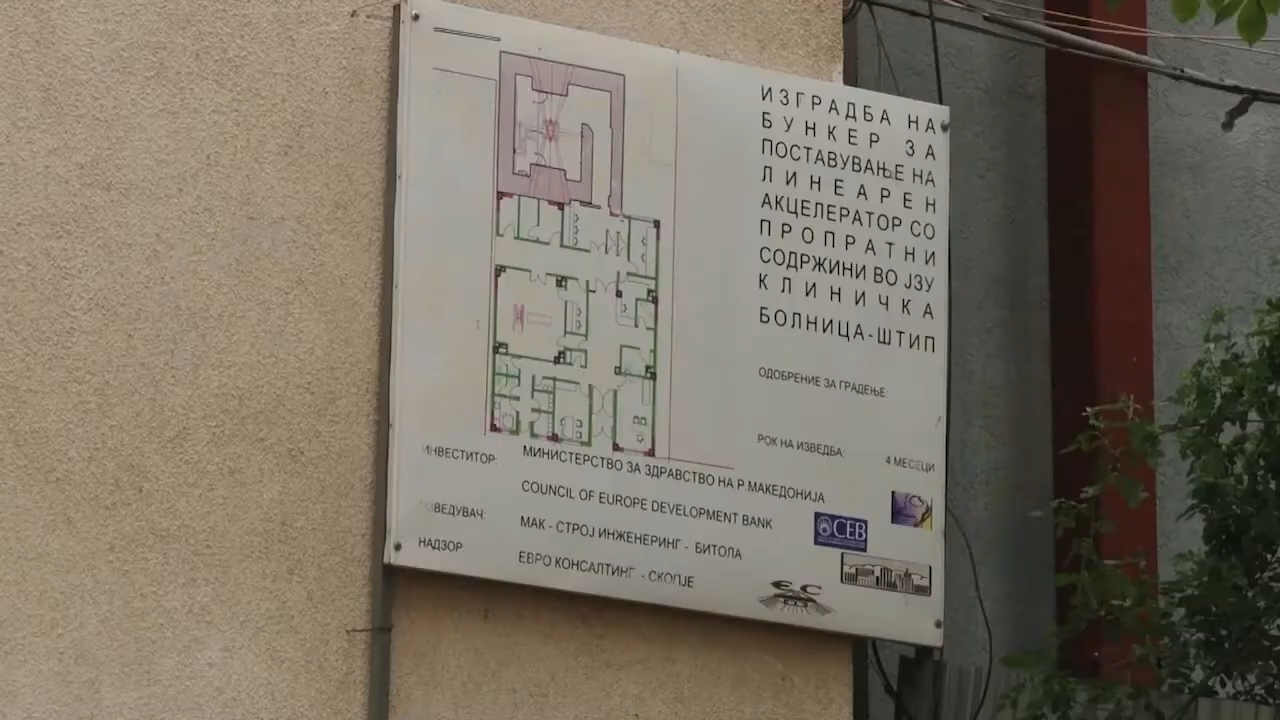 ИЗГРАДБА НА
БУНКЕР ЗА
ПОСТАВУВАЊЕ НА
ЛИНЕАРЕН
АКЦЕЛЕРАТОР СО
ПРОПРАТНИ
СОДРЖИНИ ВО ЈЗУ
КЛИНИЧКА
БОЛНИЦА-ШТИП
ОДОБРЕНИЕ ЗА ГРАДЕЊЕ:
РОК НА ИЗВЕДБА: 4 МЕСЕЦИ
ИНВЕСТИТОР: МИНИСТЕРСТВО ЗА ЗДРАВСТВО НА Р.МАКЕДОНИЈА
COUNCIL OF EUROPE DEVELOPMENT BANK
CEB
МАК - СТРОЈ ИНЖЕНЕРИНГ - БИТОЛА
НАДЗОР ЕВРО КОНСАЛТИНГ - СКОПЈЕ